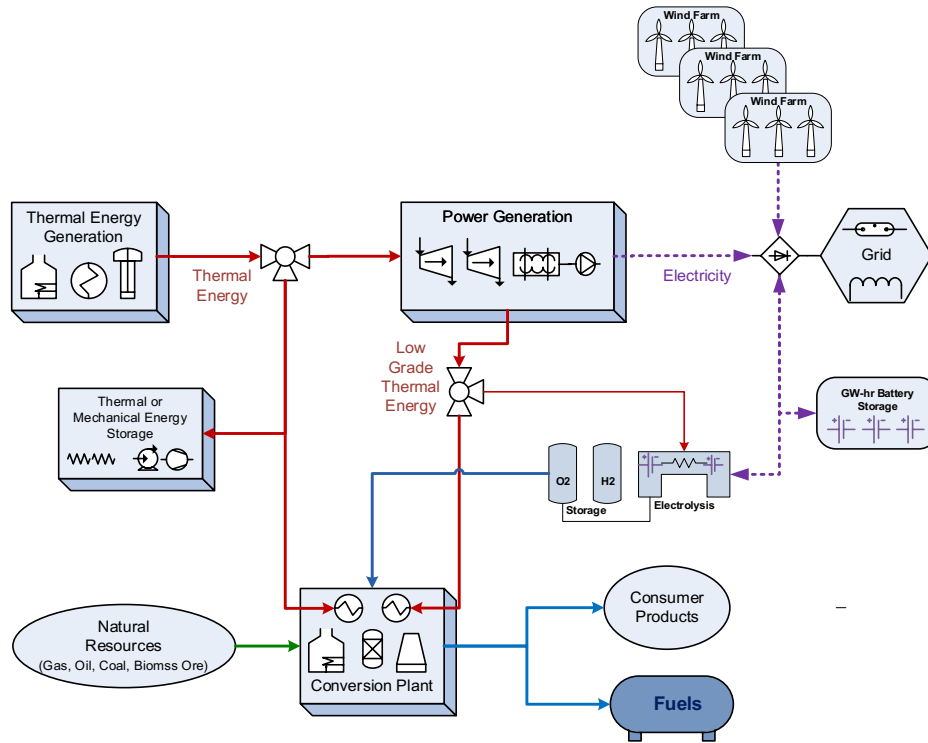 Wind Farm
Wind Farm
Wind Farm
Thermal Energy
Generation
Thermal
Energy
Power Generation
Electricity
Grid
Low
Grade
Thermal
Energy
Thermal or
Mechanical Energy
Storage
GW-hr Battery
Storage
O2
H2
Storage
Electrolysis
Natural
Resources
(Gas, Oil, Coal, Biomss Ore)
Conversion Plant
Consumer
Products
Fuels